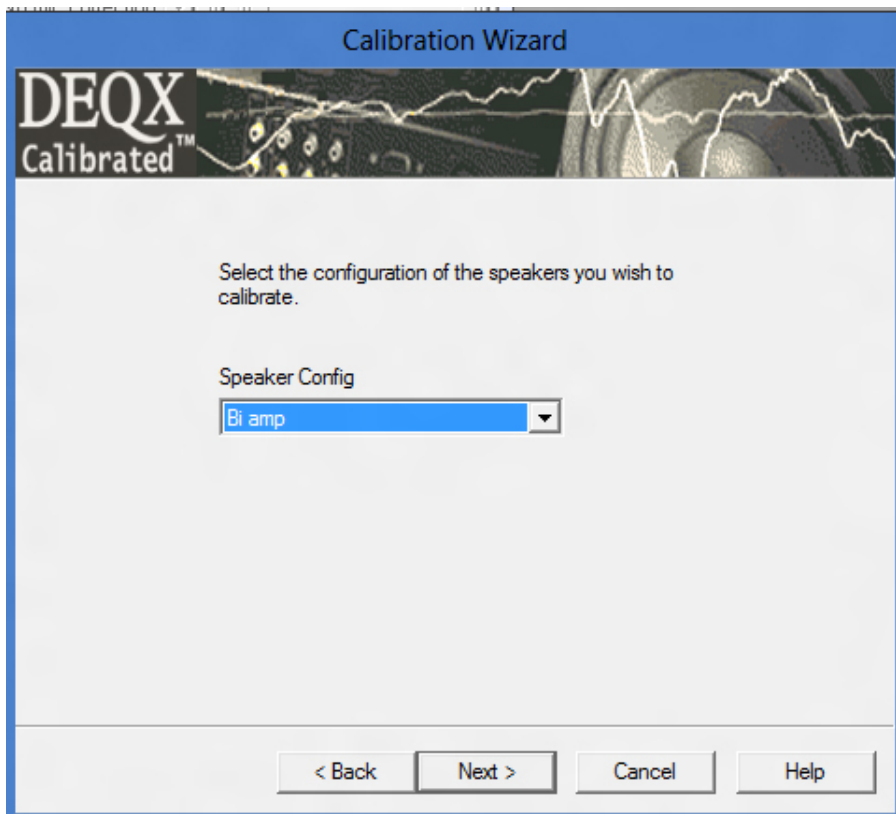 Calibration Wizard
DEQX
Calibrated™
Select the configuration of the speakers you wish to
calibrate.
Speaker Config
Bi amp
< Back
Next >
Cancel
Help